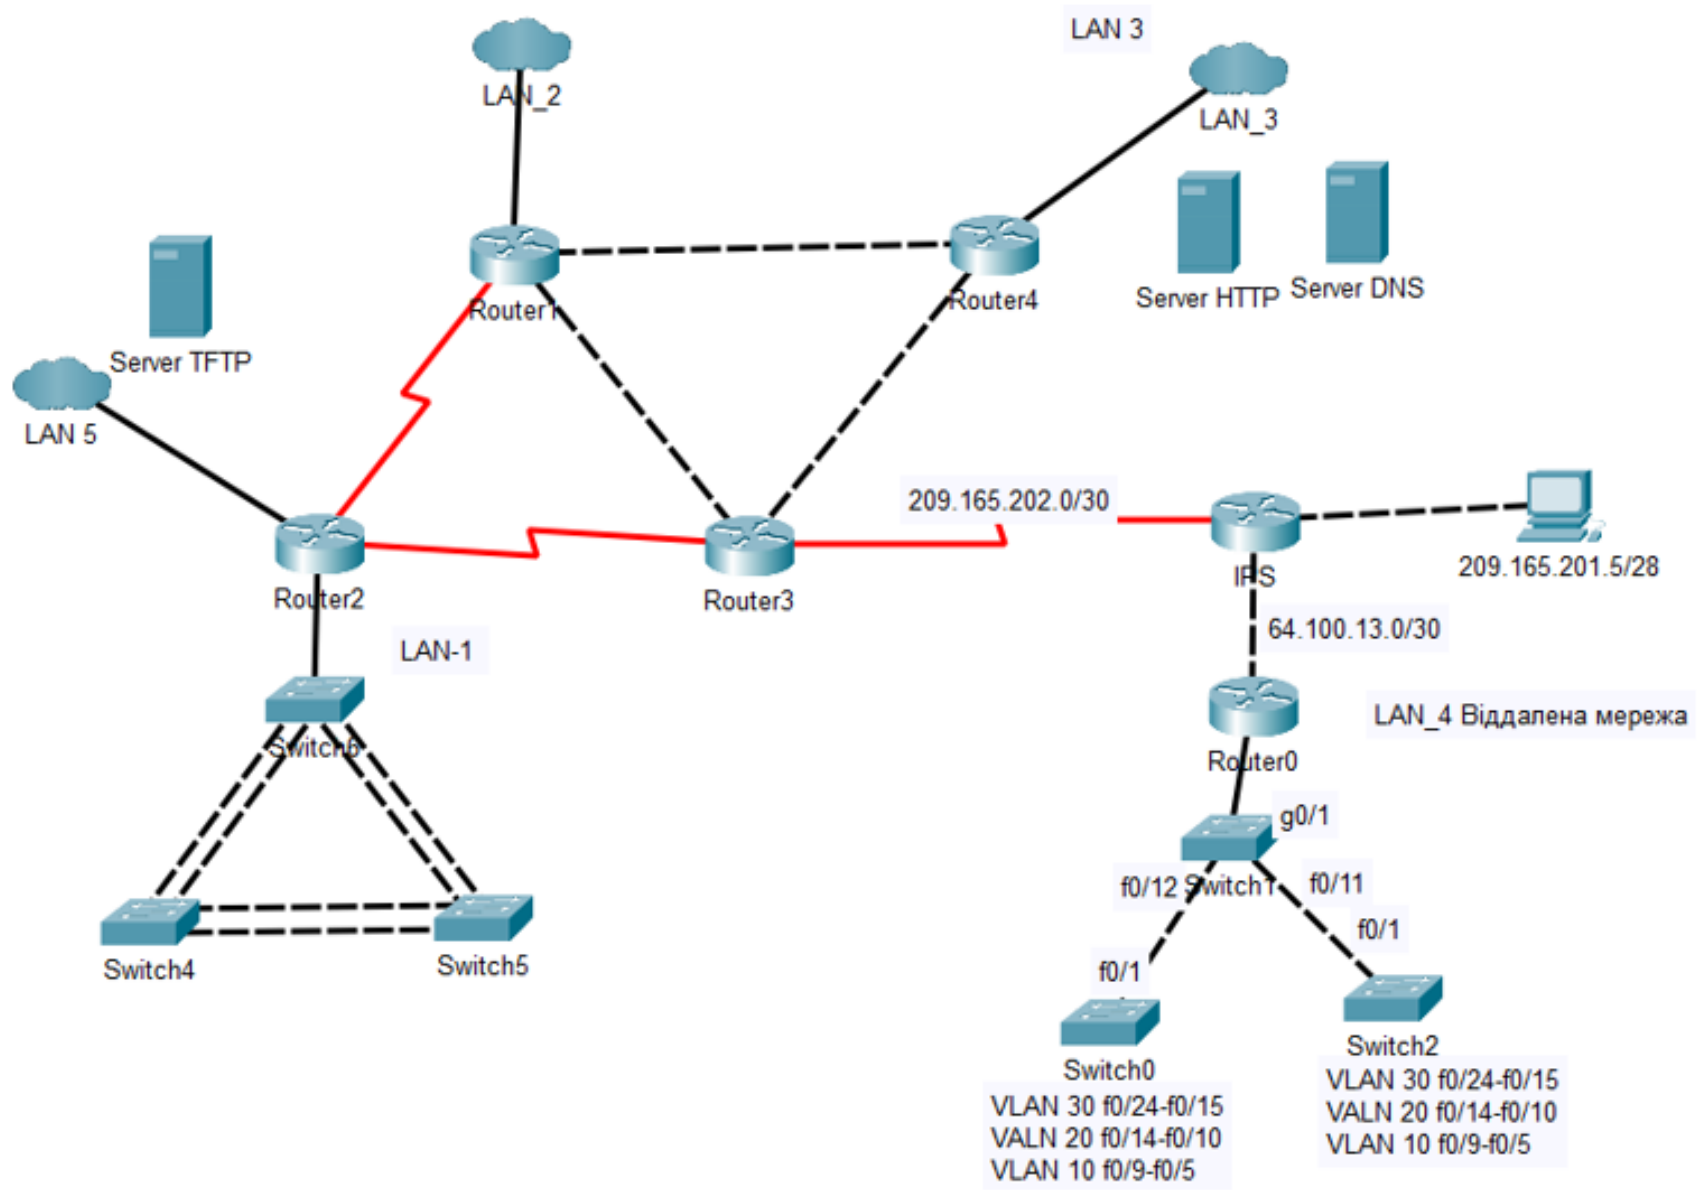 LAN 3
LAN_2
LAN_3
Router1
Router4
Server HTTP
Server DNS
Server TFTP
LAN 5
209.165.202.0/30
IPS
209.165.201.5/28
Router2
Router3
64.100.13.0/30
LAN-1
LAN_4 Віддалена мережа
Switch6
Router0
g0/1
f0/12
Switch1
f0/11
f0/1
f0/1
Switch4
Switch5
Switch0
VLAN 30 f0/24-f0/15
VALN 20 f0/14-f0/10
VLAN 10 f0/9-f0/5
Switch2
VLAN 30 f0/24-f0/15
VALN 20 f0/14-f0/10
VLAN 10 f0/9-f0/5